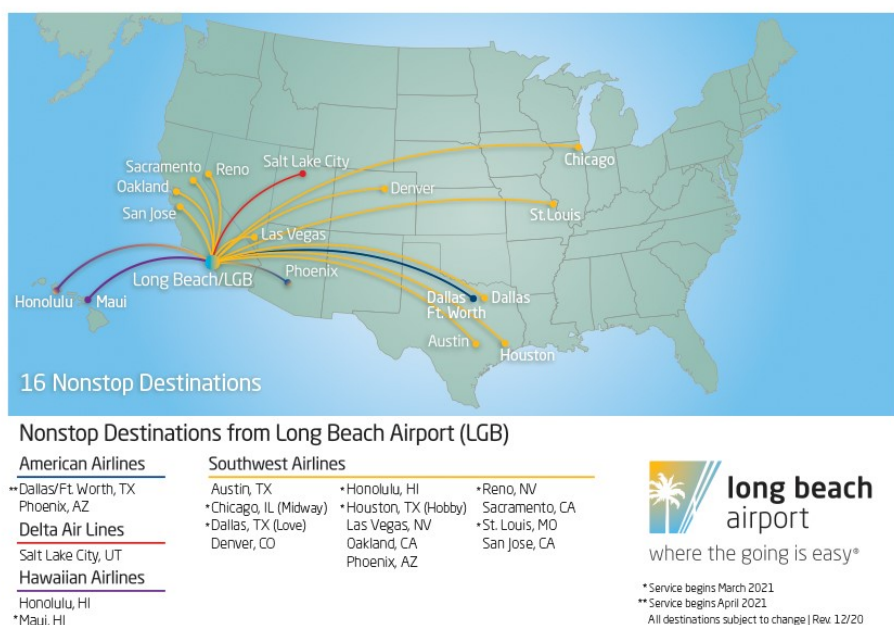 Sacramento
Reno
Salt Lake City
Chicago
Oakland
Denver
San Jose
St.Louis
Las Vegas
Long Beach/LGB
Phoenix
Honolulu
Maui
Dallas
Ft. Worth
Dallas
Austin
Houston
16 Nonstop Destinations
Nonstop Destinations from Long Beach Airport (LGB)
American Airlines
**Dallas/Ft. Worth, TX
Phoenix, AZ
Delta Air Lines
Salt Lake City, UT
Hawaiian Airlines
Honolulu, HI
*Maui, HI
Southwest Airlines
Austin, TX
*Chicago, IL (Midway)
*Dallas, TX (Love)
Denver, CO
*Honolulu, HI
*Houston, TX (Hobby)
Las Vegas, NV
Oakland, CA
Phoenix, AZ
*Reno, NV
Sacramento, CA
*St. Louis, MO
San Jose, CA
long beach
airport
where the going is easy®
*Service begins March 2021
**Service begins April 2021
All destinations subject to change | Rev. 12/20